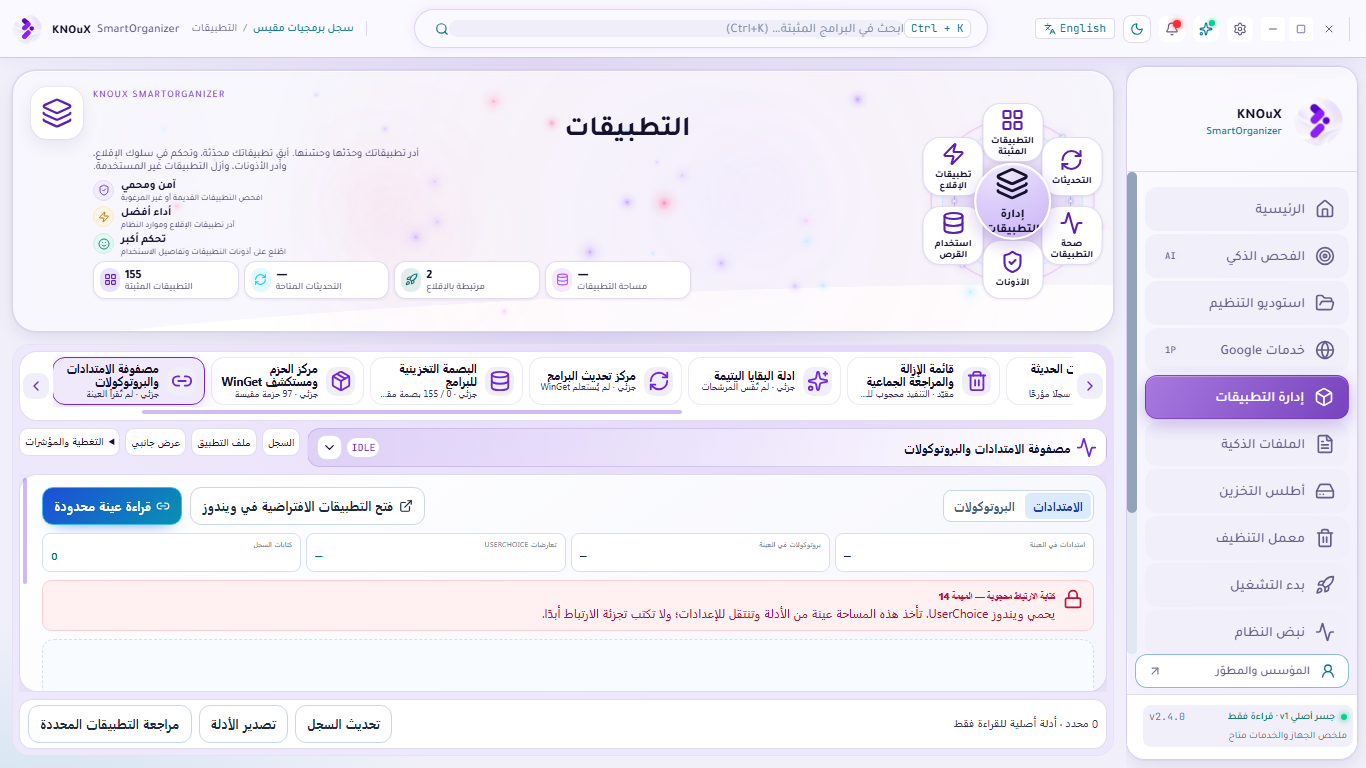 KNOuX SmartOrganizer
التطبيقات / سجل برمجيات مقيس
ابحث في البرامج المثبتة... (Ctrl+K)
Ctrl + K
English
KNOuX
SmartOrganizer
الرئيسية
الفحص الذكي AI
استوديو التنظيم
خدمات Google 1P
إدارة التطبيقات
الملفات الذكية
أطلس التخزين
معمل التنظيف
بدء التشغيل
نبض النظام
المؤسس والمطوّر
جسر أصلي v1 · قراءة فقط v2.4.0
ملخص الجهاز والخدمات متاح
KNOUX SMARTORGANIZER
التطبيقات
أدر تطبيقاتك وحدّثها وحسّنها. أبقِ تطبيقاتك محدّثة، وتحكم في سلوك الإقلاع،
وأدر الأذونات، وأزل التطبيقات غير المستخدمة.
آمن ومحمي
افحص التطبيقات القديمة أو غير المرغوبة
أداء أفضل
أدر تطبيقات الإقلاع وموارد النظام
تحكم أكبر
اطّلع على أذونات التطبيقات وتفاصيل الاستخدام
155
التطبيقات المثبتة
—
التحديثات المتاحة
2
مرتبطة بالإقلاع
—
مساحة التطبيقات
التطبيقات
المثبتة
التحديثات
صحة
التطبيقات
الأذونات
استخدام
القرص
تطبيقات
الإقلاع
إدارة
التطبيقات
ت الحديثة
سجلًا مؤرخًا
قائمة الإزالة
والمراجعة الجماعية
مقيّد · التنفيذ محجوب للـ...
أدلة البقايا اليتيمة
جزئي · لم تُقس المرشحات
مركز تحديث البرامج
جزئي · لم يُستعلم WinGet
البصمة التخزينية
للبرامج
جزئي · 0 / 155 بصمة مقـ...
مركز الحزم
ومستكشف WinGet
جزئي · 97 حزمة مقيسة
مصفوفة الامتدادات
والبروتوكولات
جزئي · لم تُقرأ العينة
مصفوفة الامتدادات والبروتوكولات
IDLE
السجل
ملف التطبيق
عرض جانبي
التغطية والمؤشرات
الامتدادات
البروتوكولات
فتح التطبيقات الافتراضية في ويندوز
قراءة عينة محدودة
امتدادات في العينة
—
بروتوكولات في العينة
—
تعارضات USERCHOICE
—
كتابات السجل
0
كتابة الارتباط محجوبة — المهمة 14
يحمي ويندوز UserChoice. تأخذ هذه المساحة عينة من الأدلة وتنتقل للإعدادات؛ ولا تكتب تجزئة الارتباط أبدًا.
0 محدد · أدلة أصلية للقراءة فقط
تحديث السجل
تصدير الأدلة
مراجعة التطبيقات المحددة